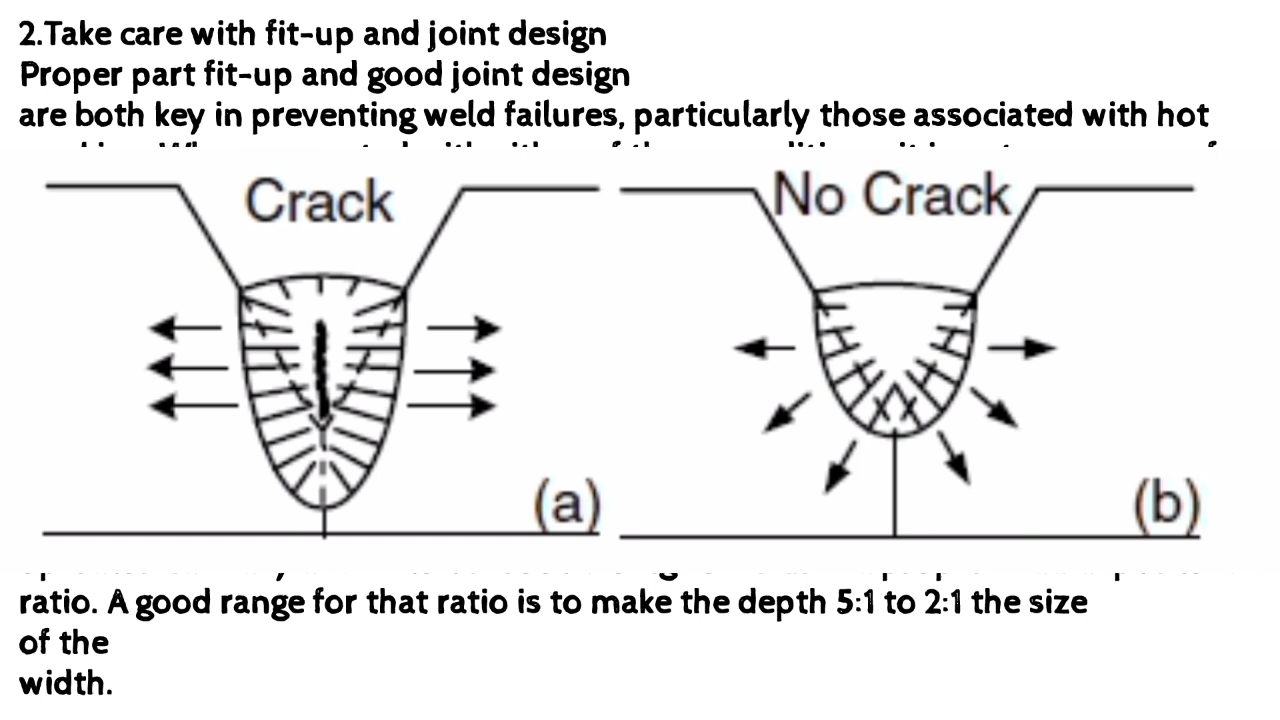 2.Take care with fit-up and joint design
Proper part fit-up and good joint design
are both key in preventing weld failures, particularly those associated with hot
Crack
No Crack
(a)
(b)
ratio. A good range for that ratio is to make the depth 5:1 to 2:1 the size
of the
width.